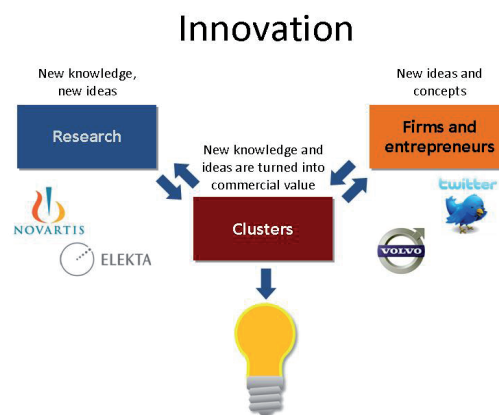 Innovation
New knowledge,
new ideas
New ideas and
concepts
Research
Firms and
entrepreneurs
New knowledge and
ideas are turned into
commercial value
Clusters
twitter
NOVARTIS
ELEKTA
VOLVO